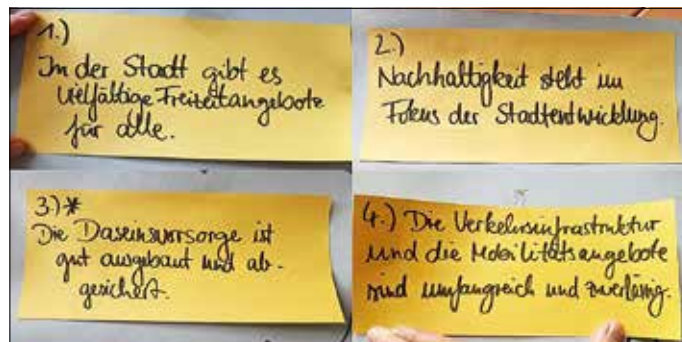 1.)
In der Stadt gibt es
vielfältige Freizeitangebote
für alle.
2.)
Nachhaltigkeit steht im
Fokus der Stadtentwicklung.
3.)*
Die Daseinsvorsorge ist
gut ausgebaut und ab-
gesichert.
4.) Die Verkehrsinfrastruktur
und die Mobilitätsangebote
sind umfangreich und zuverlässig.